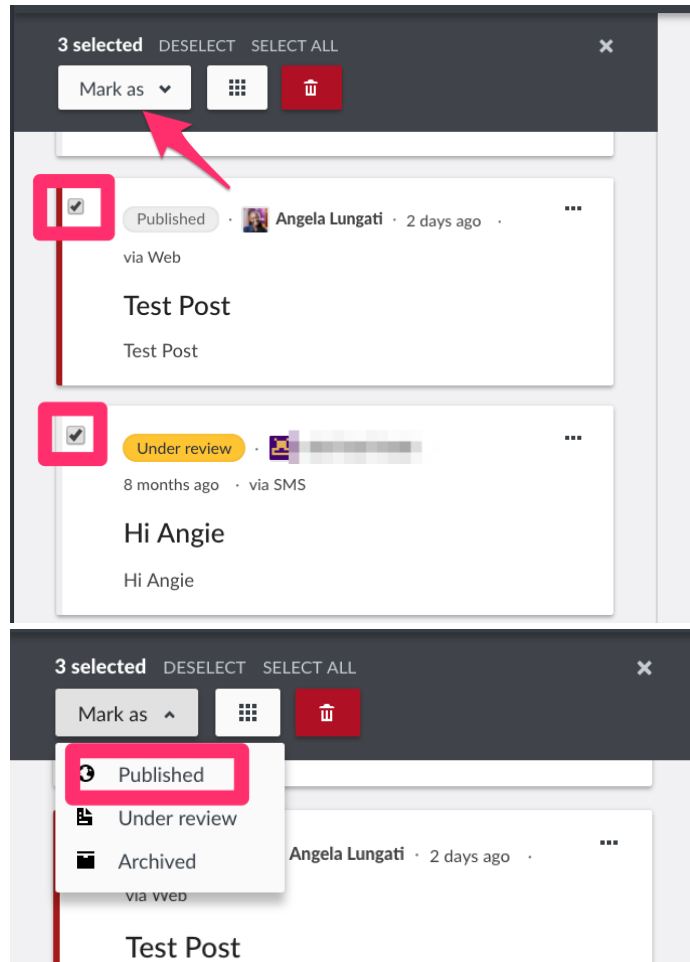 3 selected DESELECT SELECT ALL
Mark as
Published · Angela Lungati · 2 days ago ·
via Web
Test Post
Test Post
Under review ·
8 months ago · via SMS
Hi Angie
Hi Angie
3 selected DESELECT SELECT ALL
Mark as
Published
Under review
Archived
Angela Lungati · 2 days ago ·
via Web
Test Post